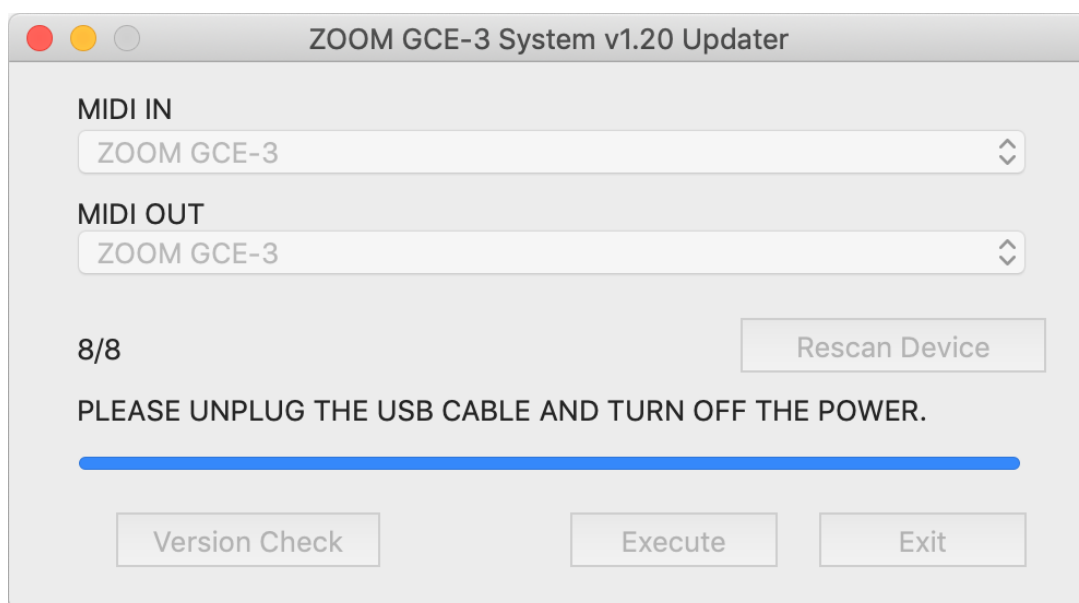 ZOOM GCE-3 System v1.20 Updater
MIDI IN
ZOOM GCE-3
MIDI OUT
ZOOM GCE-3
8/8
Rescan Device
PLEASE UNPLUG THE USB CABLE AND TURN OFF THE POWER.
Version Check
Execute
Exit